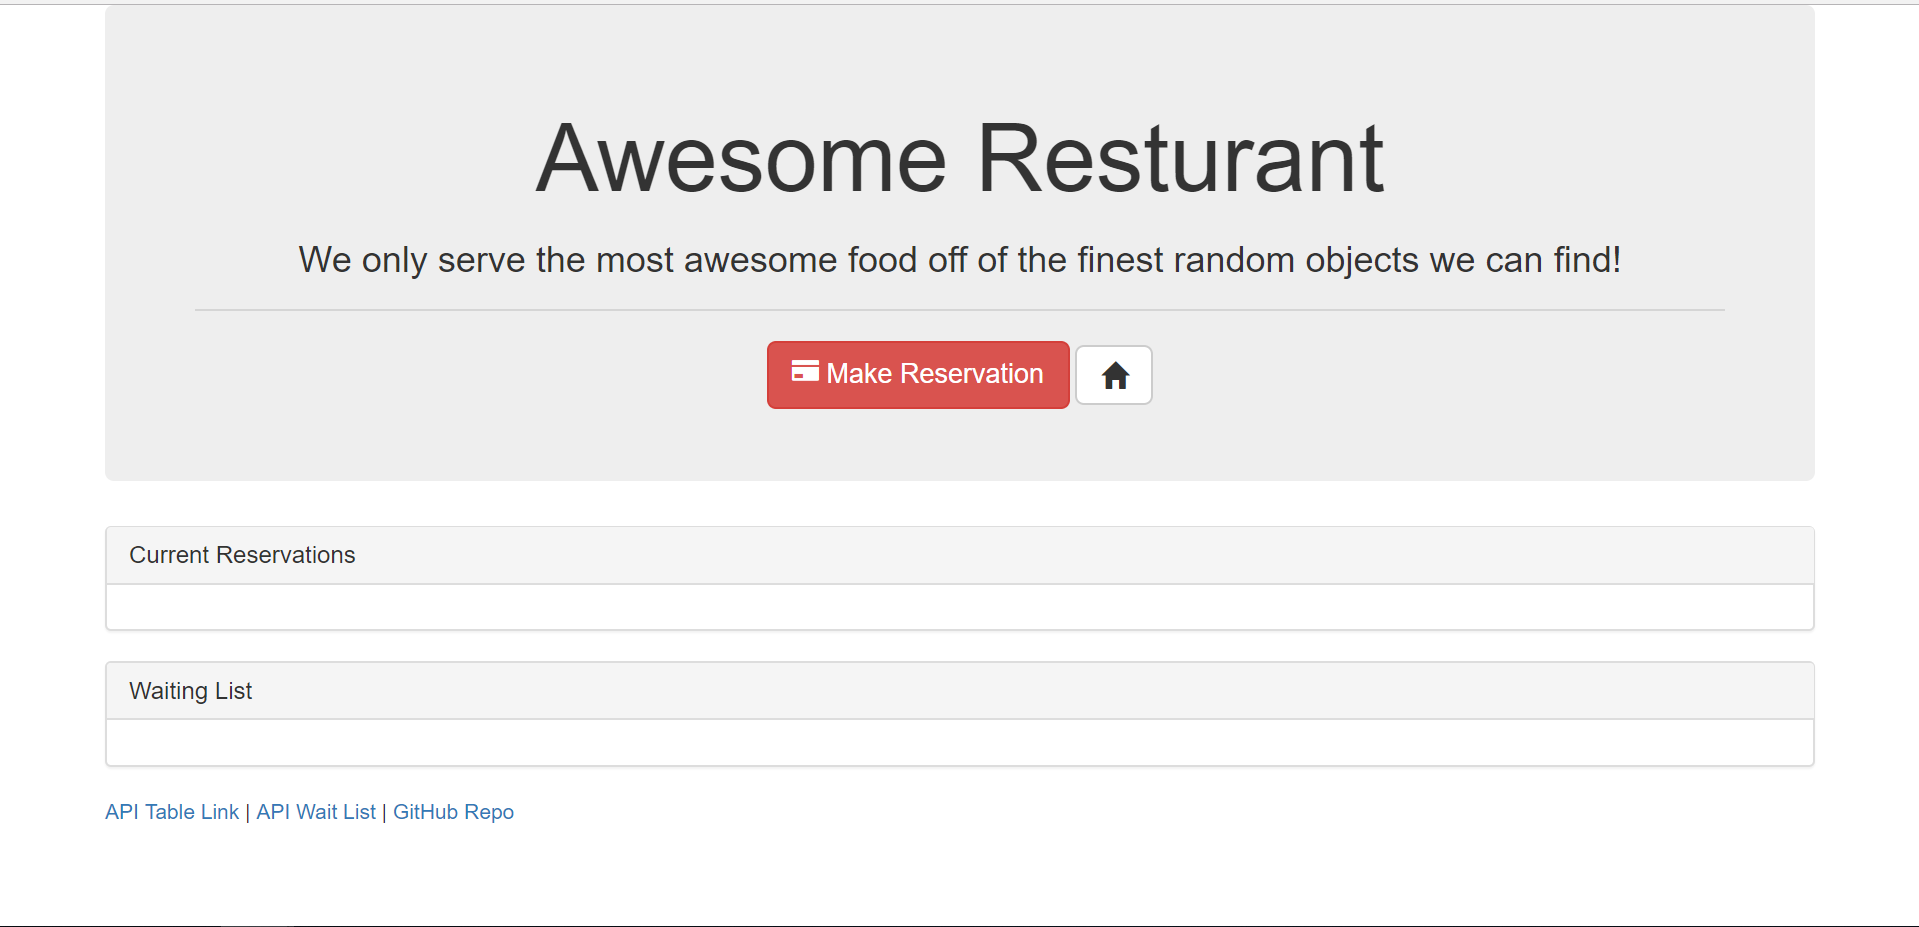 Awesome Resturant
We only serve the most awesome food off of the finest random objects we can find!
Make Reservation
Current Reservations
Waiting List
API Table Link | API Wait List | GitHub Repo